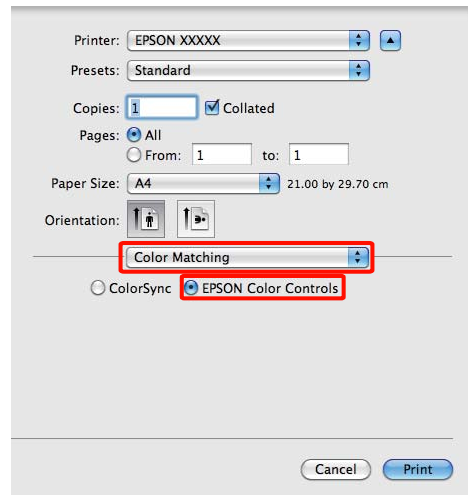 Printer: EPSON XXXXX
Presets: Standard
Copies: 1 Collated
Pages: All
From: 1 to: 1
Paper Size: A4 21.00 by 29.70 cm
Orientation:
Color Matching
ColorSync EPSON Color Controls
Cancel Print